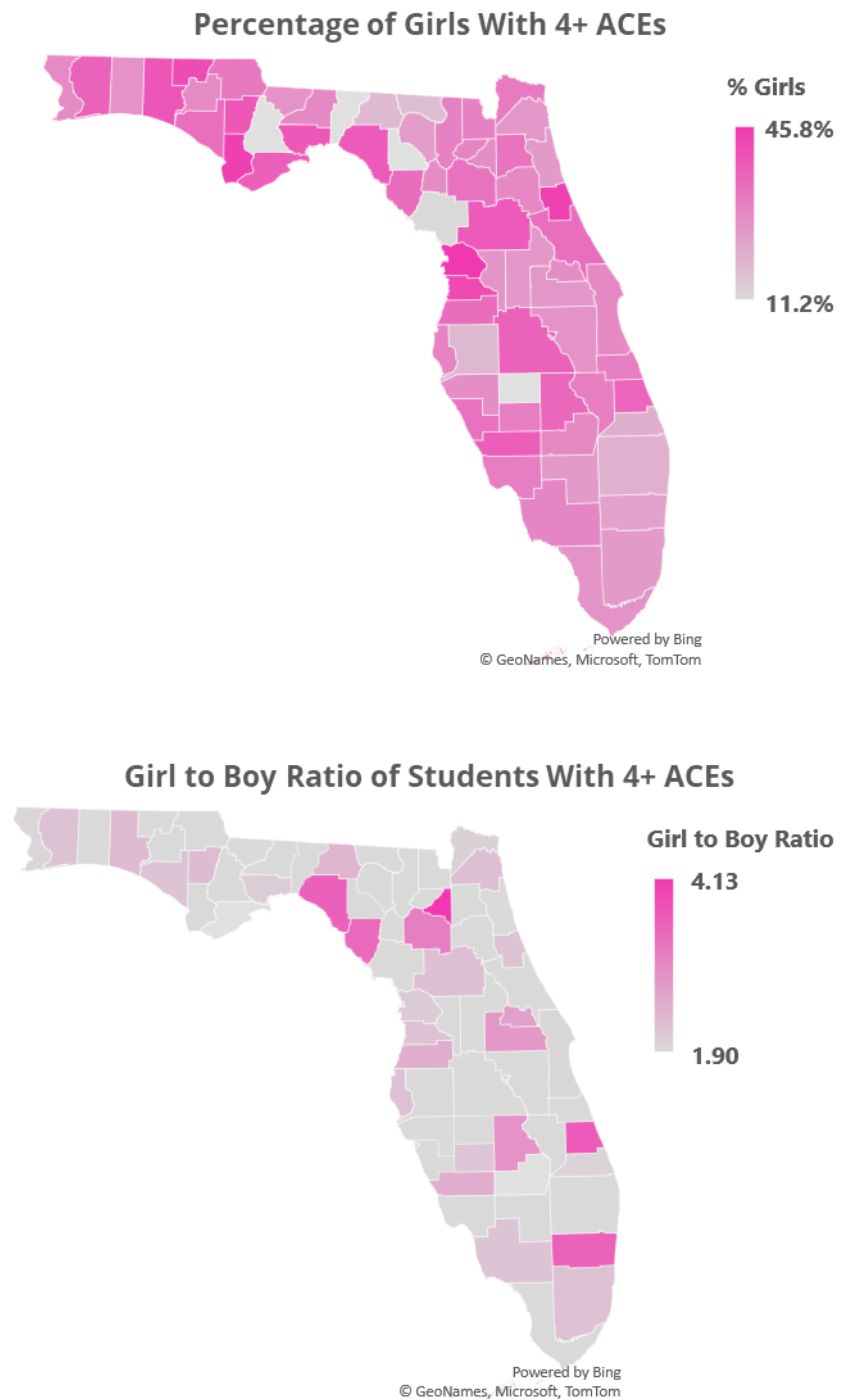 Percentage of Girls With 4+ ACEs
% Girls
45.8%
11.2%
Powered by Bing
© GeoNames, Microsoft, TomTom
Girl to Boy Ratio of Students With 4+ ACEs
Girl to Boy Ratio
4.13
1.90
Powered by Bing
© GeoNames, Microsoft, TomTom